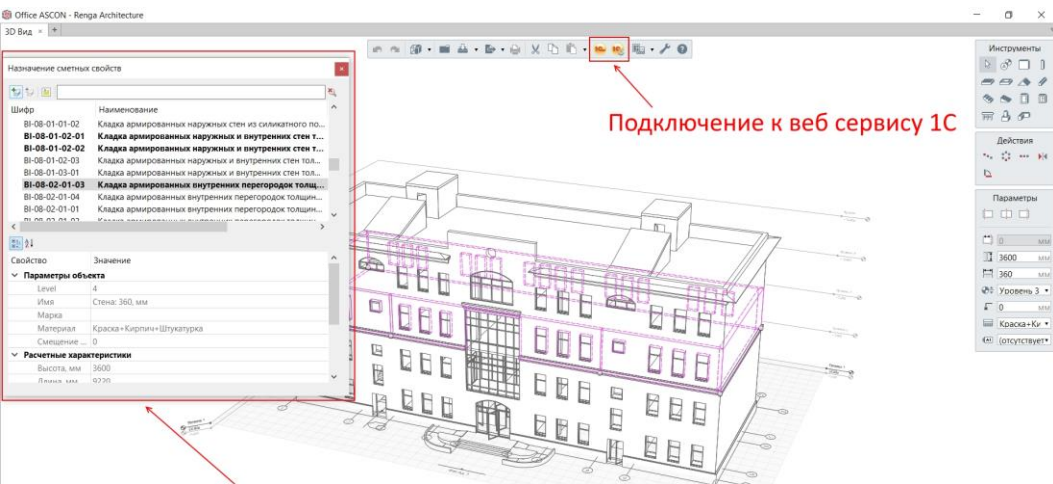 Office ASCON - Renga Architecture
3D Вид
Назначение сметных свойств
Шифр Наименование
BI-08-01-01-02 Кладка армированных наружных стен из силикатного по...
BI-08-01-02-01 Кладка армированных наружных и внутренних стен т...
BI-08-01-02-02 Кладка армированных наружных и внутренних стен т...
BI-08-01-02-03 Кладка армированных наружных и внутренних стен тол...
BI-08-01-03-01 Кладка армированных наружных и внутренних стен тол...
BI-08-02-01-03 Кладка армированных внутренних перегородок толщ...
BI-08-02-01-04 Кладка армированных внутренних перегородок толщин...
BI-08-02-01-01 Кладка армированных внутренних перегородок толщин...
Свойство Значение
Параметры объекта
Level 4
Имя Стена: 360, мм
Марка
Материал Краска+Кирпич+Штукатурка
Смещение ... 0
Расчетные характеристики
Высота, мм 3600
Длина, мм 9220
Подключение к веб сервису 1С
Инструменты
Действия
Параметры
0 мм
3600 мм
360 мм
Уровень 3
0 мм
Краска+Ки
(отсутствует